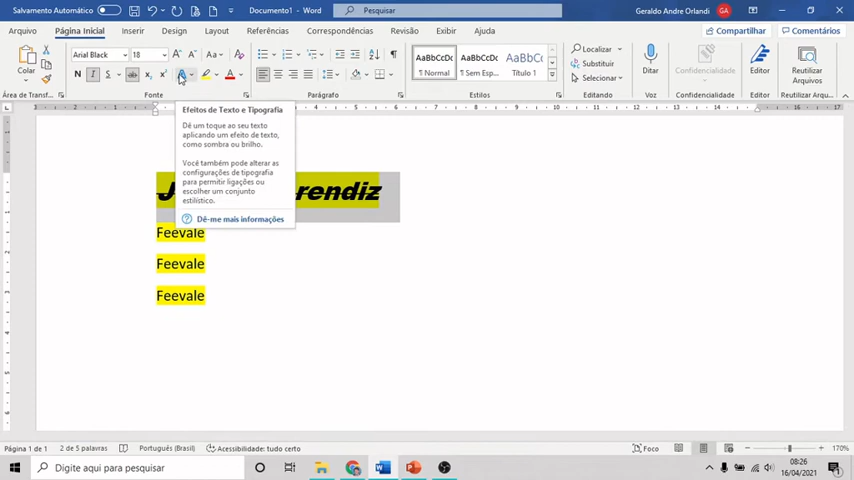 Salvamento Automático
Documento1 - Word
Pesquisar
Geraldo Andre Orlandi
GA
Arquivo Página Inicial Inserir Design Layout Referências Correspondências Revisão Exibir Ajuda
Compartilhar Comentários
Colar
Arial Black 18
N I S ab x₂ x²
Área de Transf...
Fonte
Parágrafo
AaBbCcDc AaBbCcDc AaBbCc
¶ Normal ¶ Sem Esp... Título 1
Estilos
Localizar
Substituir
Selecionar
Edição
Ditar
Voz
Confidencialidade
Confidencialidade
Reutilizar Arquivos
Reutilizar Arquivos
Efeitos de Texto e Tipografia
Dê um toque ao seu texto
aplicando um efeito de texto,
como sombra ou brilho.
Você também pode alterar as
configurações de tipografia
para permitir ligações ou
escolher um conjunto
estilístico.
Dê-me mais informações
rendiz
Feevale
Feevale
Feevale
Página 1 de 1 2 de 5 palavras Português (Brasil) Acessibilidade: tudo certo
Foco
170%
Digite aqui para pesquisar
08:26
16/04/2021